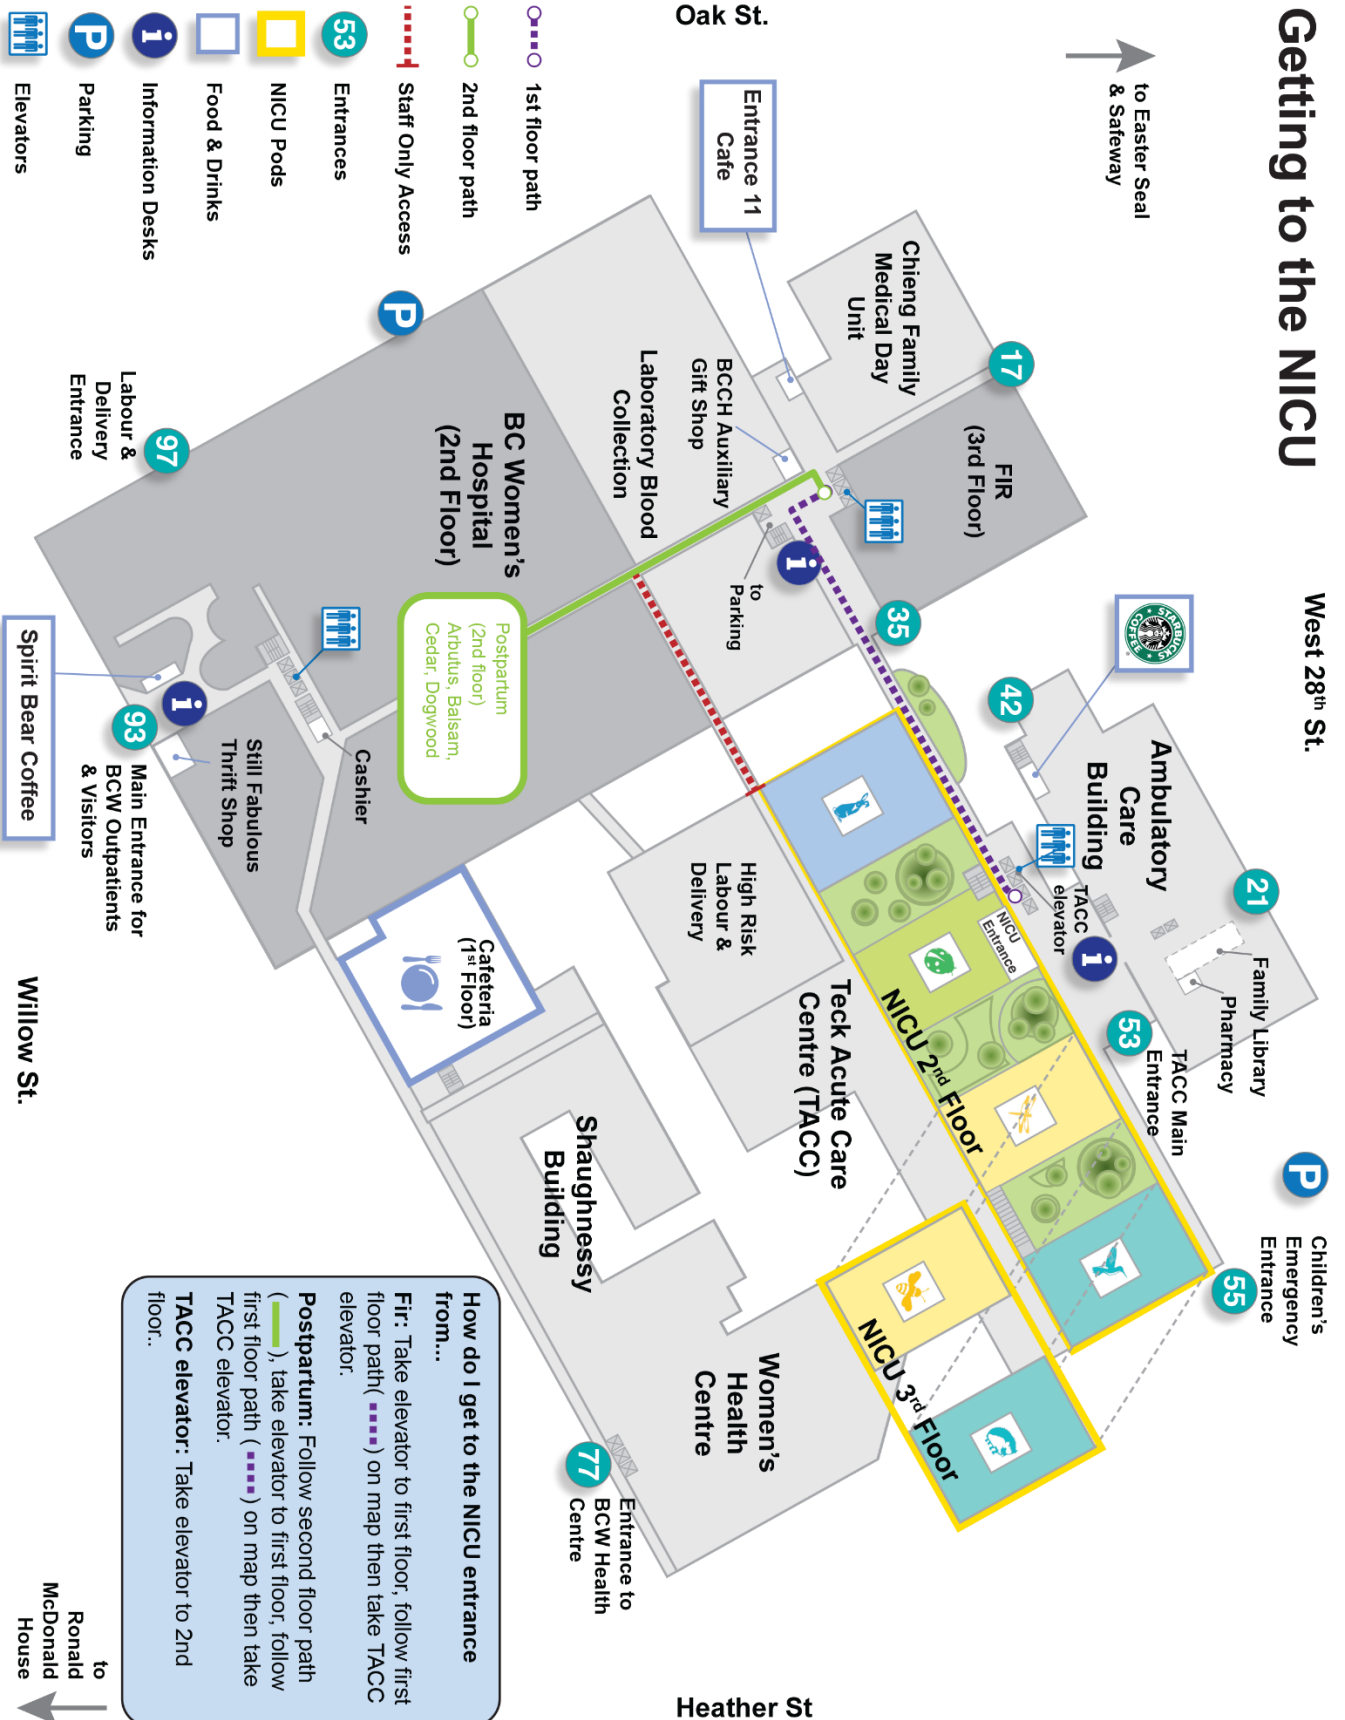 Gettting to the NICU
to Easter Seal
& Safeway
Oak St.
West 28th St.
Willow St.
Heather St
1st floor path
2nd floor path
Staff Only Access
53
Entrances
NICU Pods
Food & Drinks
i
Information Desks
P
Parking
Elevators
Entrance 11
Cafe
Chieng Family
Medical Day
Unit
17
FIR
(3rd Floor)
BCCH Auxiliary
Gift Shop
Laboratory Blood
Collection
to
Parking
i
35
P
BC Women's
Hospital
(2nd Floor)
97
Labour &
Delivery
Entrance
Postpartum
(2nd floor)
Arbutus, Balsam,
Cedar, Dogwood
STARBUCKS
COFFEE
42
Ambulatory
Care
Building
21
Family Library
Pharmacy
TACC
elevator
i
53
TACC Main
Entrance
P
Children's
Emergency
Entrance
55
NICU
Entrance
NICU 2nd Floor
NICU 3rd Floor
High Risk
Labour &
Delivery
Teck Acute Care
Centre (TACC)
Cashier
Still Fabulous
Thrift Shop
i
93
Main Entrance for
BCW Outpatients
& Visitors
Spirit Bear Coffee
Cafeteria
(1st Floor)
Shaughnessy
Building
Women's
Health
Centre
77
Entrance to
BCW Health
Centre
How do I get to the NICU entrance
from...
Fir: Take elevator to first floor, follow first
floor path( ) on map then take TACC
elevator.
Postpartum: Follow second floor path
( ), take elevator to first floor, follow
first floor path ( ) on map then take
TACC elevator.
TACC elevator: Take elevator to 2nd
floor..
to
Ronald
McDonald
House